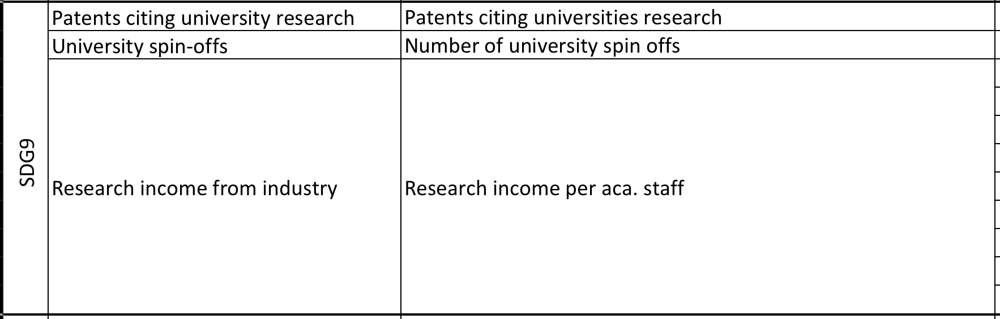 Patents citing university research
Patents citing universities research
University spin-offs
Number of university spin offs
SDG9
Research income from industry
Research income per aca. staff